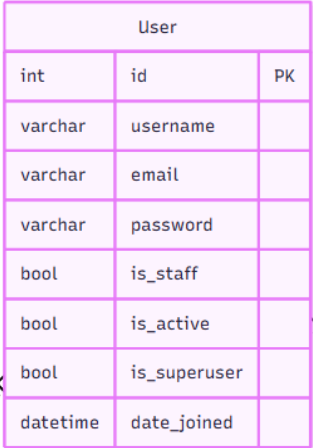 User
int id PK
varchar username
varchar email
varchar password
bool is_staff
bool is_active
bool is_superuser
datetime date_joined